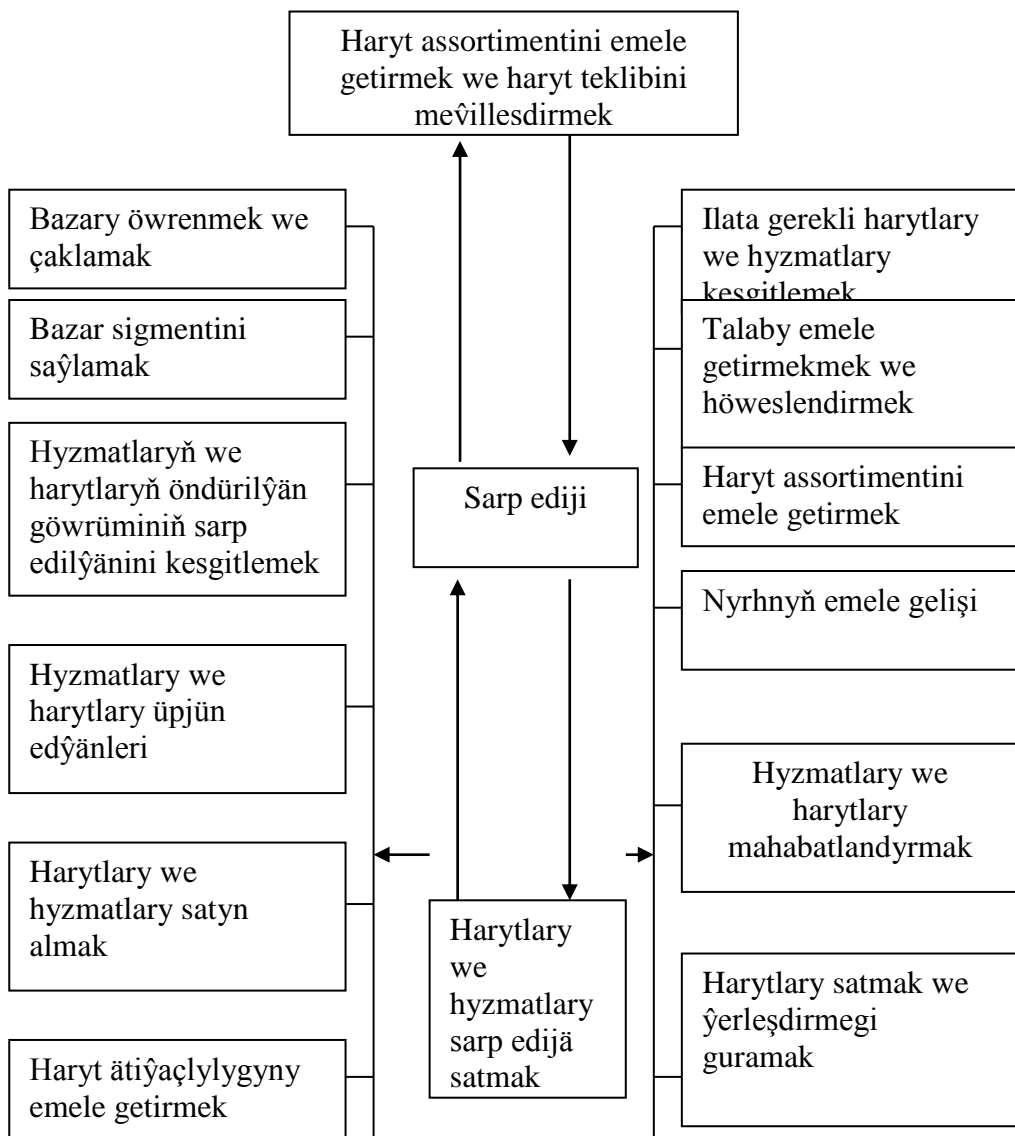 Haryt assortimentini emele
getirmek we haryt teklibini
meŷillesdirmek
Bazary öwrenmek we
çaklamak
Bazar sigmentini
saŷlamak
Hyzmatlaryň we
harytlaryň öndürilŷän
göwrüminiň sarp
edilŷänini kesgitlemek
Hyzmatlary we
harytlary üpjün
edŷänleri
Harytlary we
hyzmatlary satyn
almak
Haryt ätiŷaçlylygyny
emele getirmek
Sarp ediji
Harytlary
we
hyzmatlary
sarp edijä
satmak
Ilata gerekli harytlary
we hyzmatlary
kesgitlemek
Talaby emele
getirmekmek we
höweslendirmek
Haryt assortimentini
emele getirmek
Nyrhnyň emele gelişi
Hyzmatlary we
harytlary
mahabatlandyrmak
Harytlary satmak we
ŷerleşdirmegi
guramak